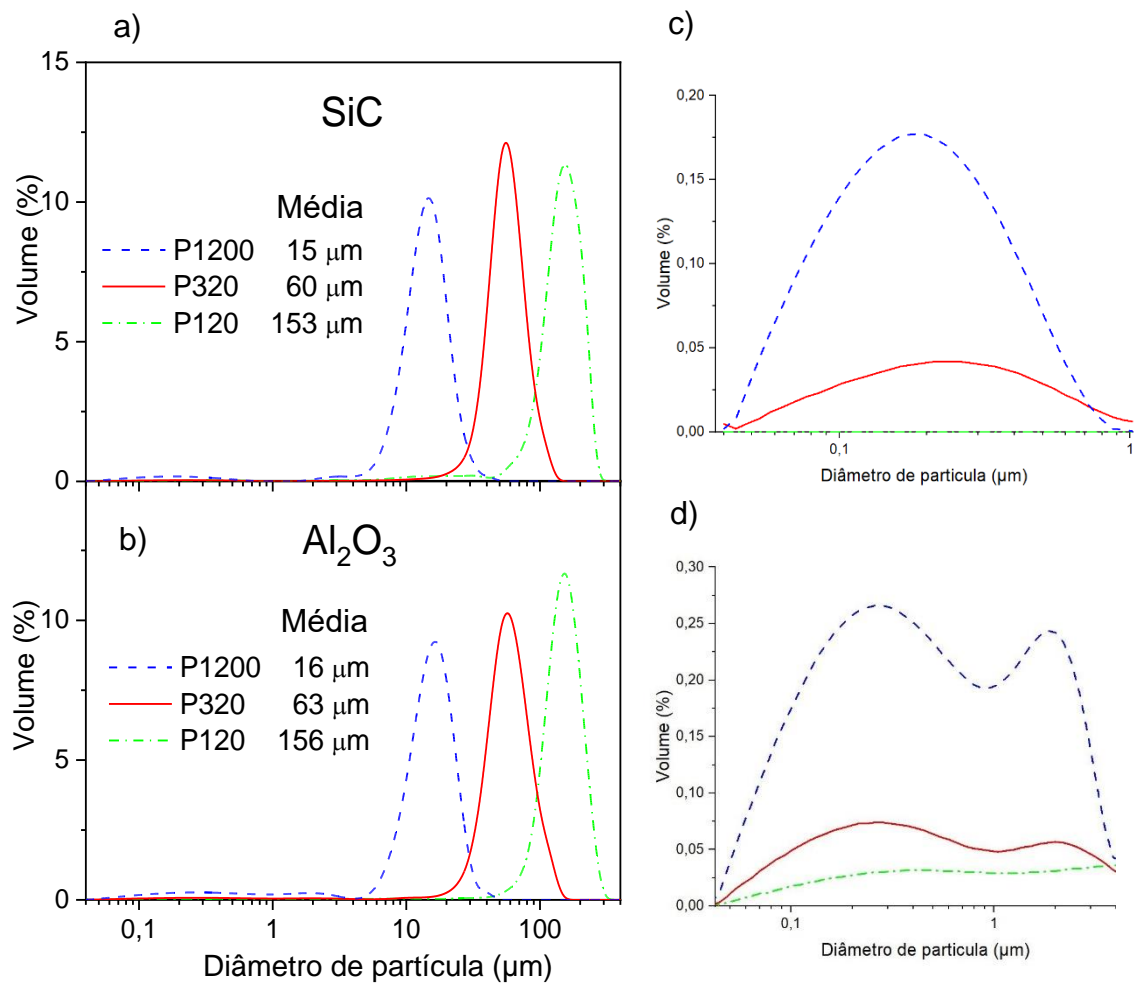 a)
15
10
5
0
Volume (%)
SiC
Média
P1200 15 μm
P320 60 μm
P120 153 μm
b)
10
5
0
Volume (%)
Al₂O₃
Média
P1200 16 μm
P320 63 μm
P120 156 μm
0,1 1 10 100
Diâmetro de partícula (μm)
c)
0,20
0,15
0,10
0,05
0,00
Volume (%)
0,1 1
Diâmetro de particula (μm)
d)
0,30
0,25
0,20
0,15
0,10
0,05
0,00
Volume (%)
0,1 1
Diâmetro de particula (μm)